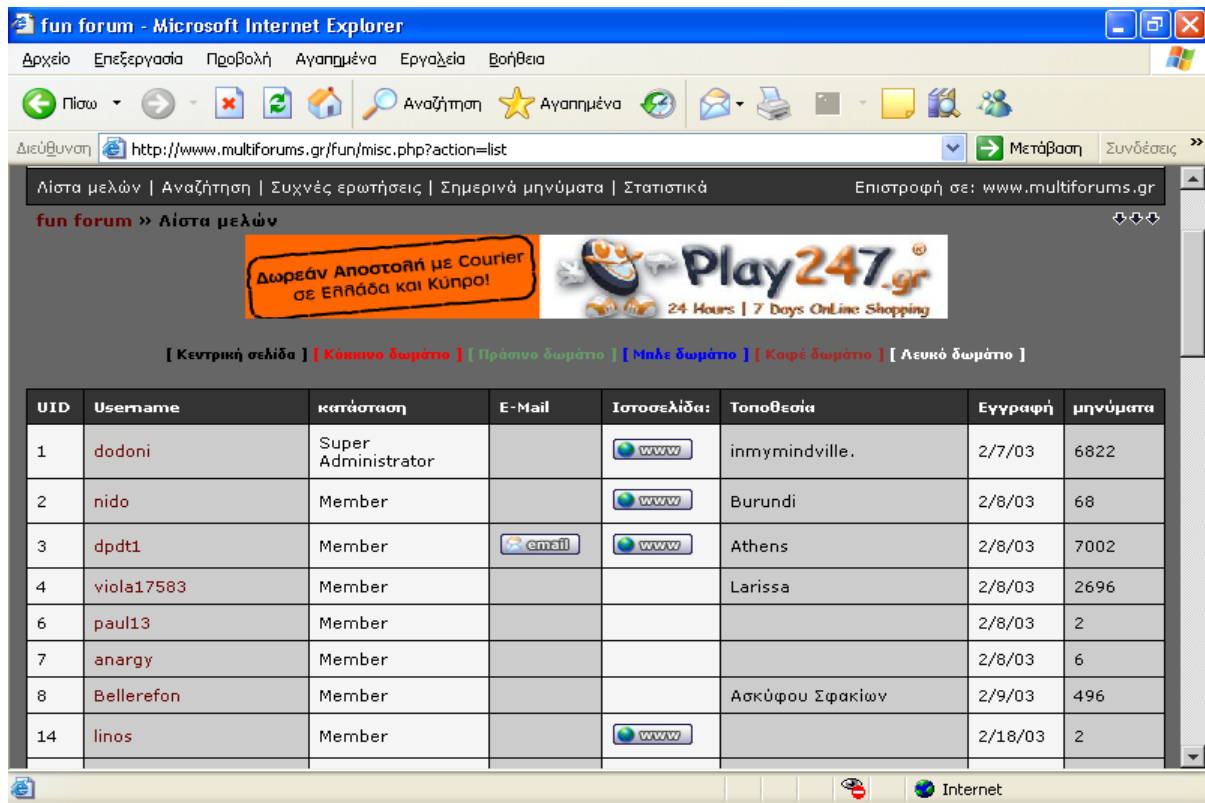 fun forum - Microsoft Internet Explorer
Αρχείο Επεξεργασία Προβολή Αγαπημένα Εργαλεία Βοήθεια
Πίσω Αναζήτηση Αγαπημένα
Διεύθυνση http://www.multiforums.gr/fun/misc.php?action=list Μετάβαση Συνδέσεις »
Λίστα μελών | Αναζήτηση | Συχνές ερωτήσεις | Σημερινά μηνύματα | Στατιστικά Επιστροφή σε: www.multiforums.gr
fun forum » Λίστα μελών
Δωρεάν Αποστολή με Courier
σε Ελλάδα και Κύπρο!
Play247.gr ®
24 Hours | 7 Days OnLine Shopping
[ Κεντρική σελίδα ] [ Κόκκινο δωμάτιο ] [ Πράσινο δωμάτιο ] [ Μπλε δωμάτιο ] [ Καφέ δωμάτιο ] [ Λευκό δωμάτιο ]
UID Username κατάσταση E-Mail Ιστοσελίδα: Τοποθεσία Εγγραφή μηνύματα
1 dodoni Super Administrator www inmymindville. 2/7/03 6822
2 nido Member www Burundi 2/8/03 68
3 dpdt1 Member email www Athens 2/8/03 7002
4 viola17583 Member Larissa 2/8/03 2696
6 paul13 Member 2/8/03 2
7 anargy Member 2/8/03 6
8 Bellerefon Member Ασκύφου Σφακίων 2/9/03 496
14 linos Member www 2/18/03 2
Internet